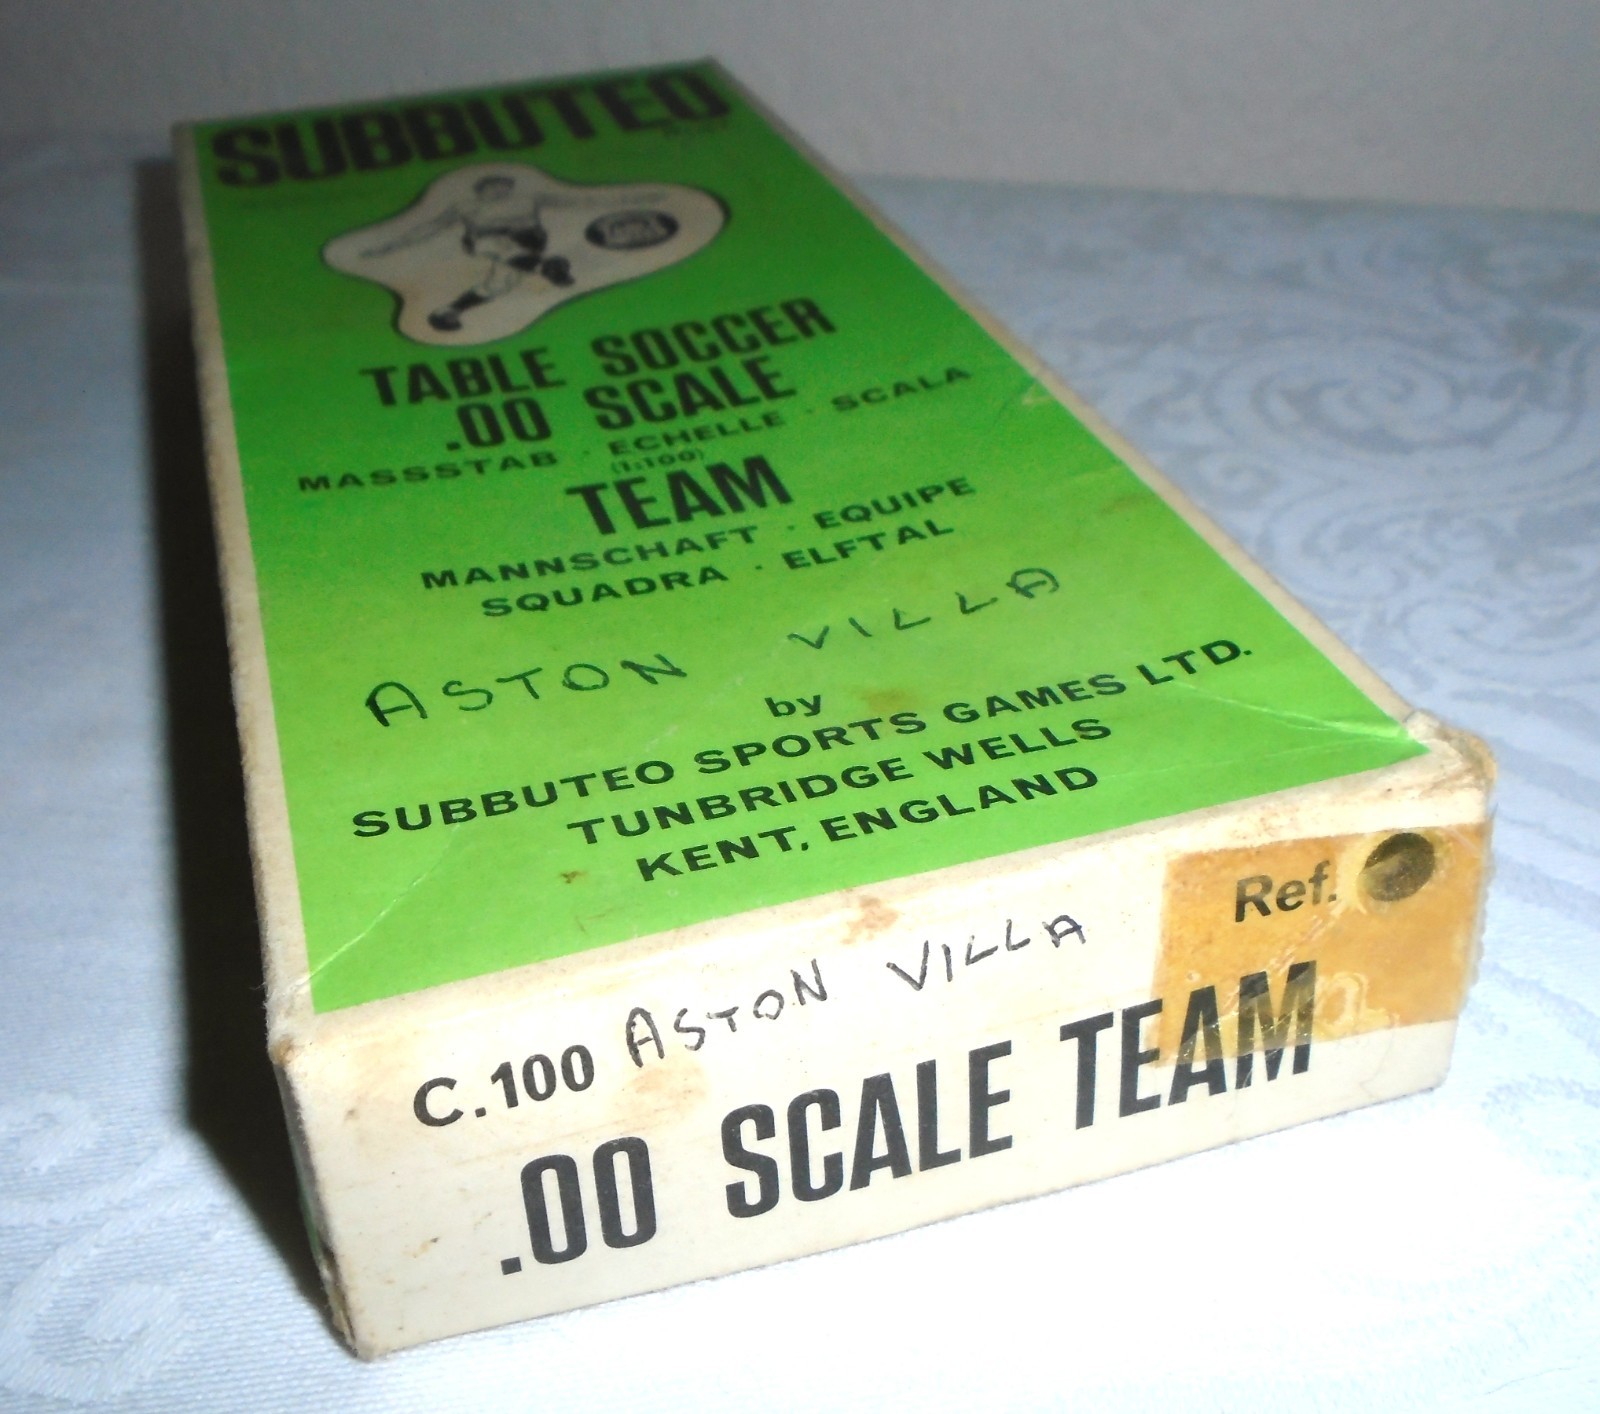 SUBBUTEO
TABLE SOCCER
.00 SCALE
MASSSTAB · ECHELLE · SCALA
(1:100)
TEAM
MANNSCHAFT · EQUIPE
SQUADRA · ELFTAL
ASTON VILLA
by
SUBBUTEO SPORTS GAMES LTD.
TUNBRIDGE WELLS
KENT, ENGLAND
C.100 ASTON VILLA
Ref.
.00 SCALE TEAM